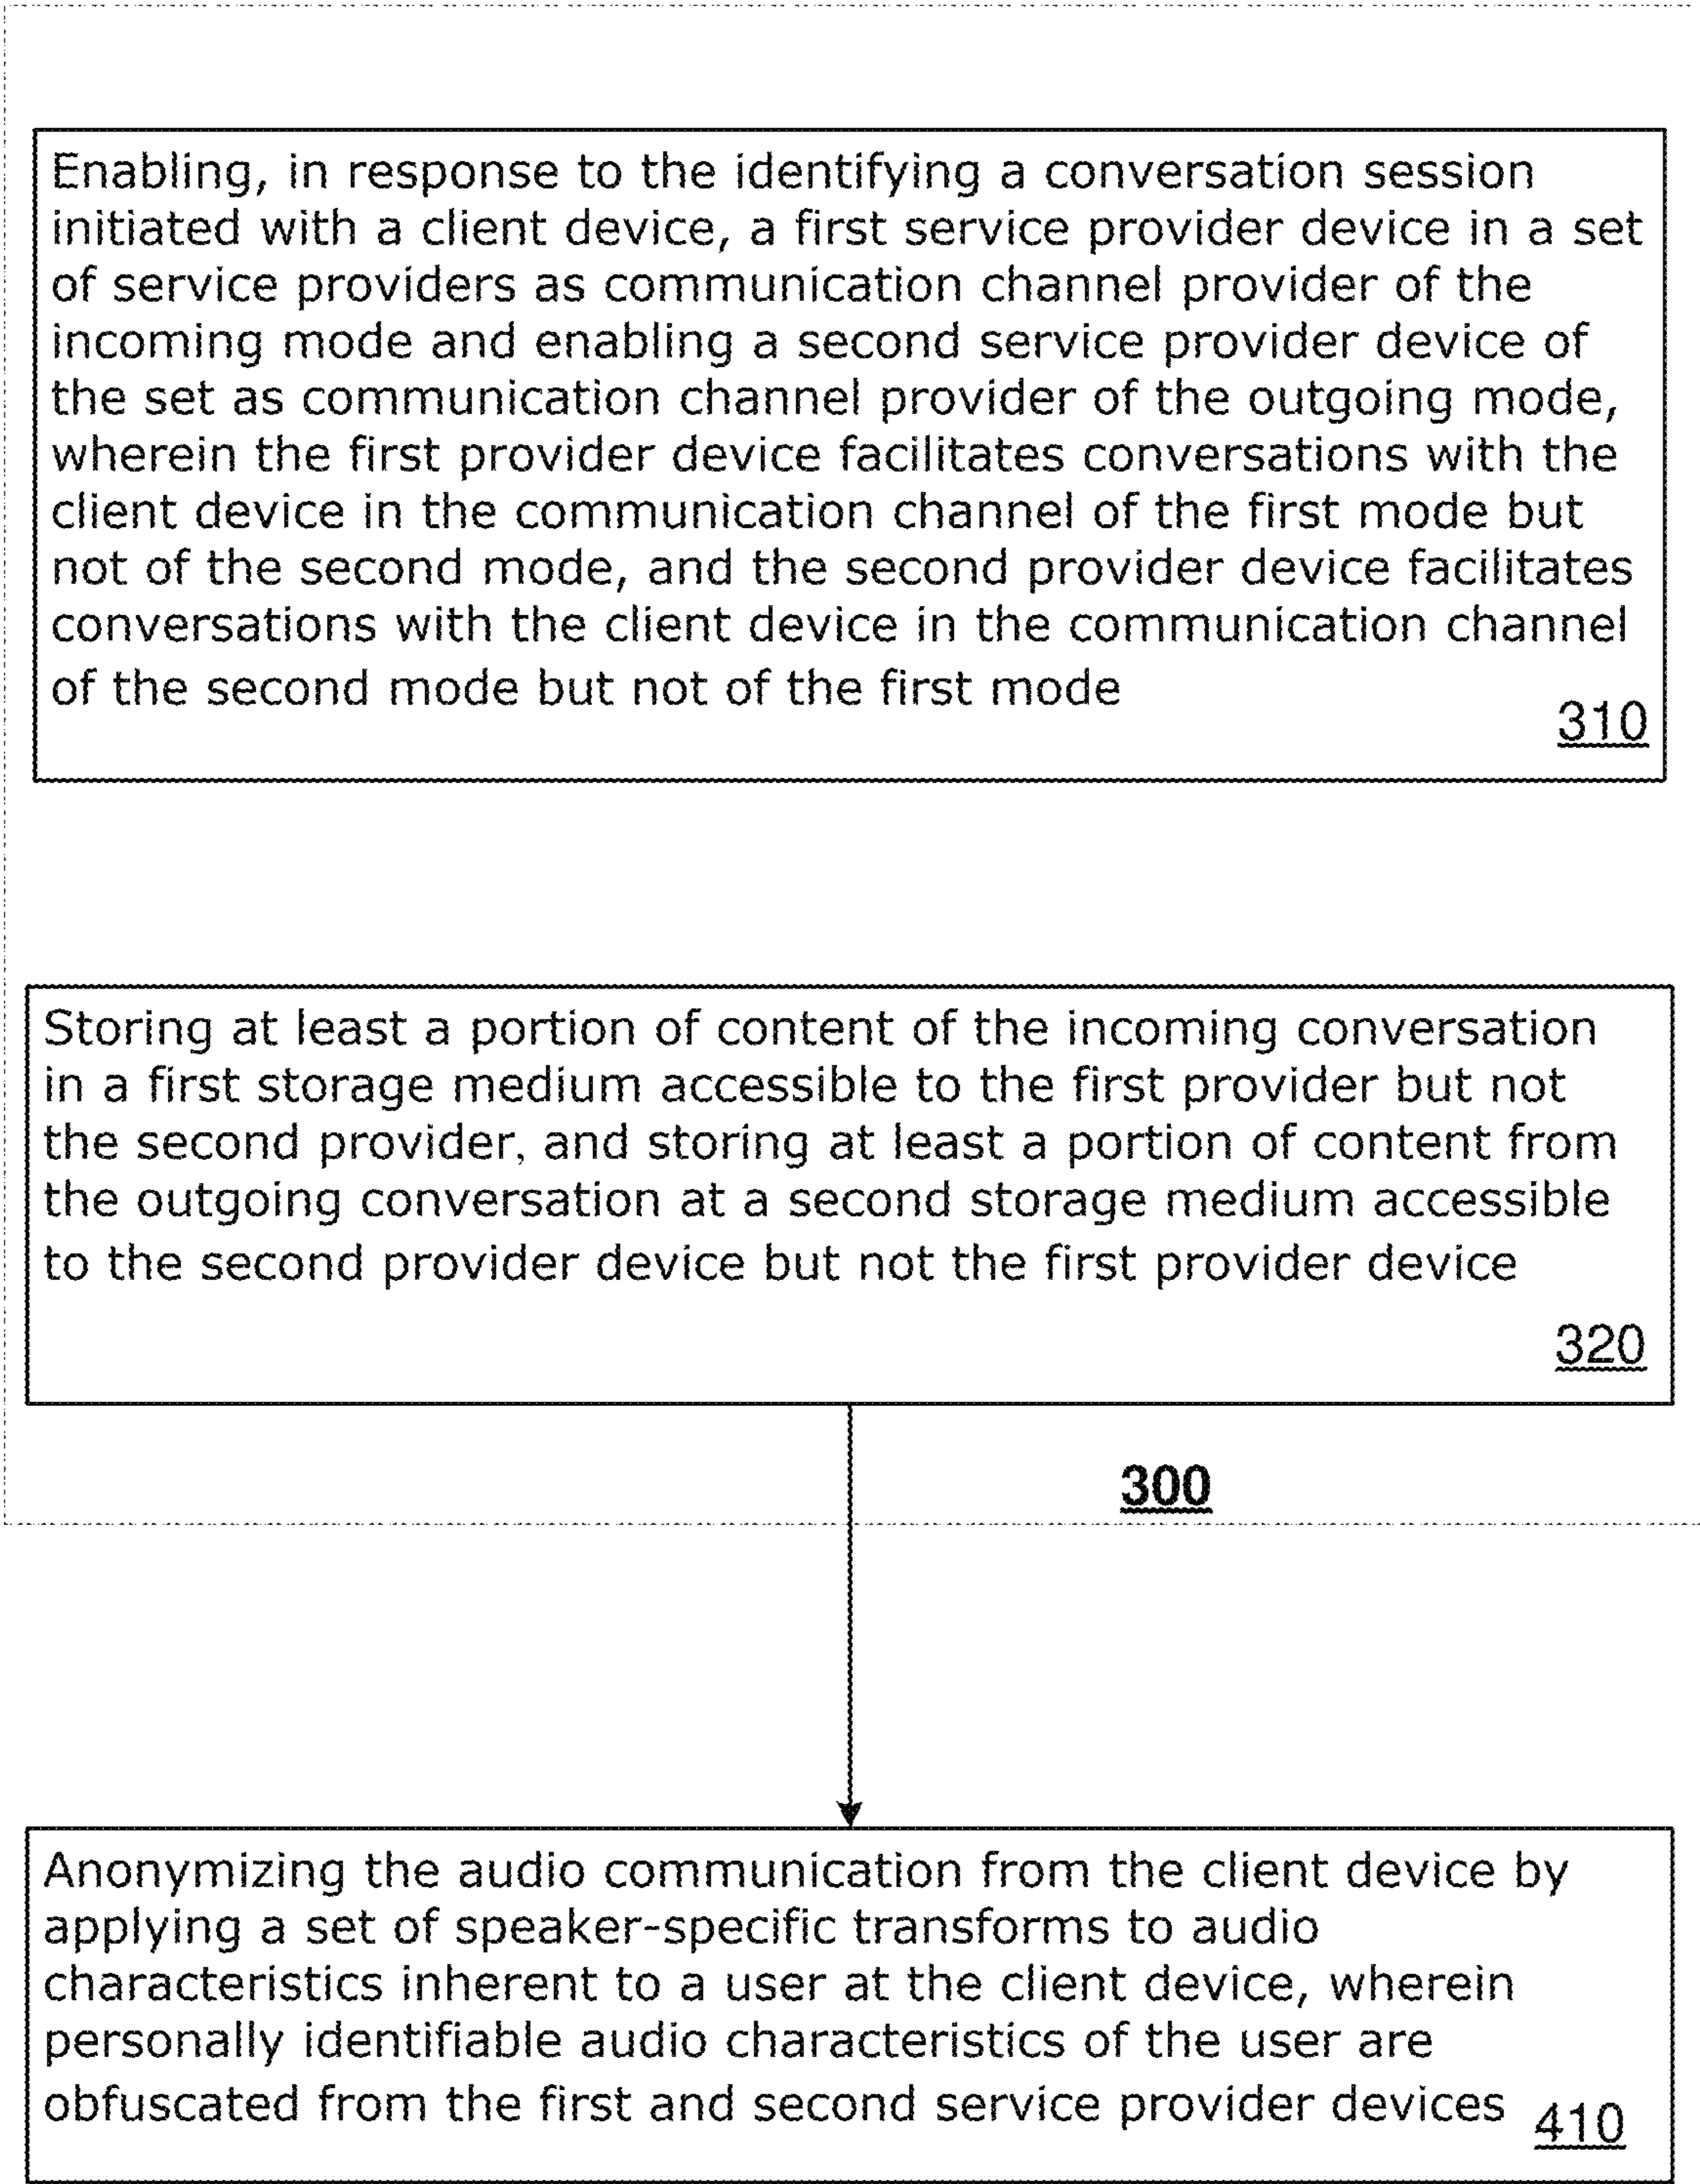 Enabling, in response to the identifying a conversation session
initiated with a client device, a first service provider device in a set
of service providers as communication channel provider of the
incoming mode and enabling a second service provider device of
the set as communication channel provider of the outgoing mode,
wherein the first provider device facilitates conversations with the
client device in the communication channel of the first mode but
not of the second mode, and the second provider device facilitates
conversations with the client device in the communication channel
of the second mode but not of the first mode
310
Storing at least a portion of content of the incoming conversation
in a first storage medium accessible to the first provider but not
the second provider, and storing at least a portion of content from
the outgoing conversation at a second storage medium accessible
to the second provider device but not the first provider device
320
300
Anonymizing the audio communication from the client device by
applying a set of speaker-specific transforms to audio
characteristics inherent to a user at the client device, wherein
personally identifiable audio characteristics of the user are
obfuscated from the first and second service provider devices 410